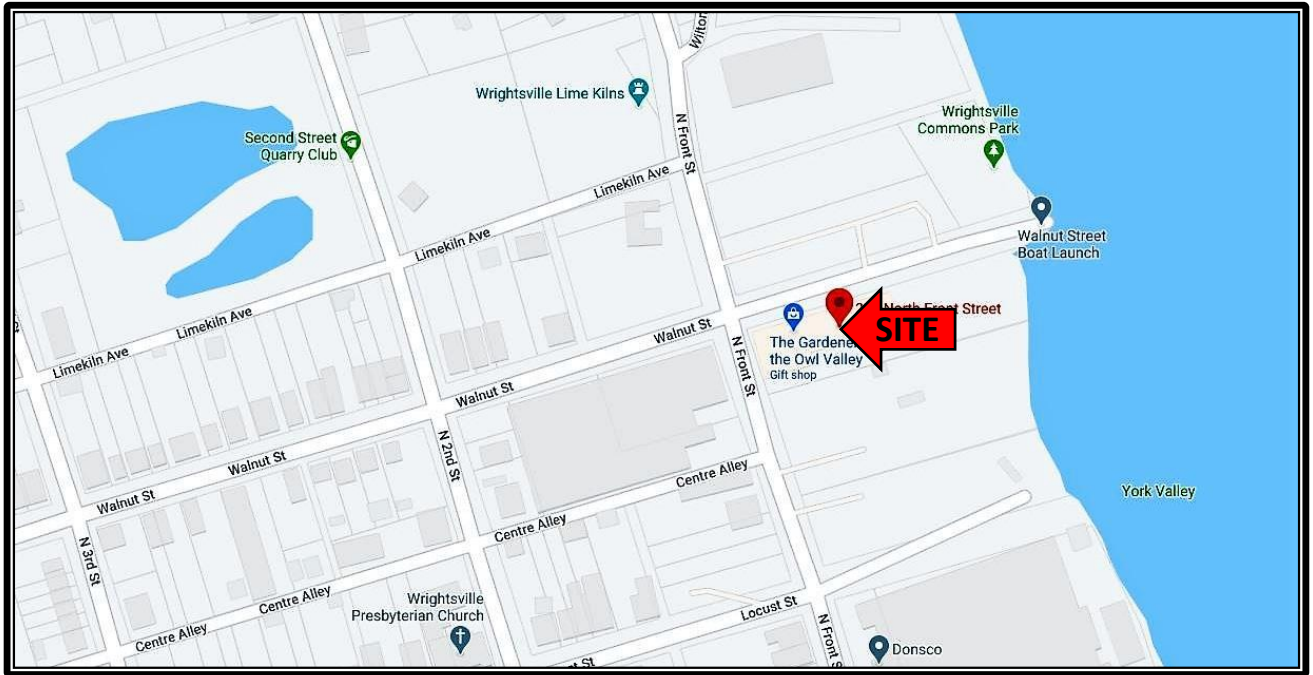 Wilton
Wrightsville Lime Kilns
Wrightsville
Commons Park
Second Street
Quarry Club
N Front St
Limekiln Ave
Limekiln Ave
Walnut Street
Boat Launch
North Front Street
SITE
Limekiln Ave
Limekiln Ave
Walnut St
The Gardener
the Owl Valley
Gift shop
N Front St
Walnut St
N 2nd St
Walnut St
Centre Alley
York Valley
Walnut St
Centre Alley
N 3rd St
Centre Alley
Wrightsville
Presbyterian Church
Locust St
Centre Alley
N Front S
Donsco
st St